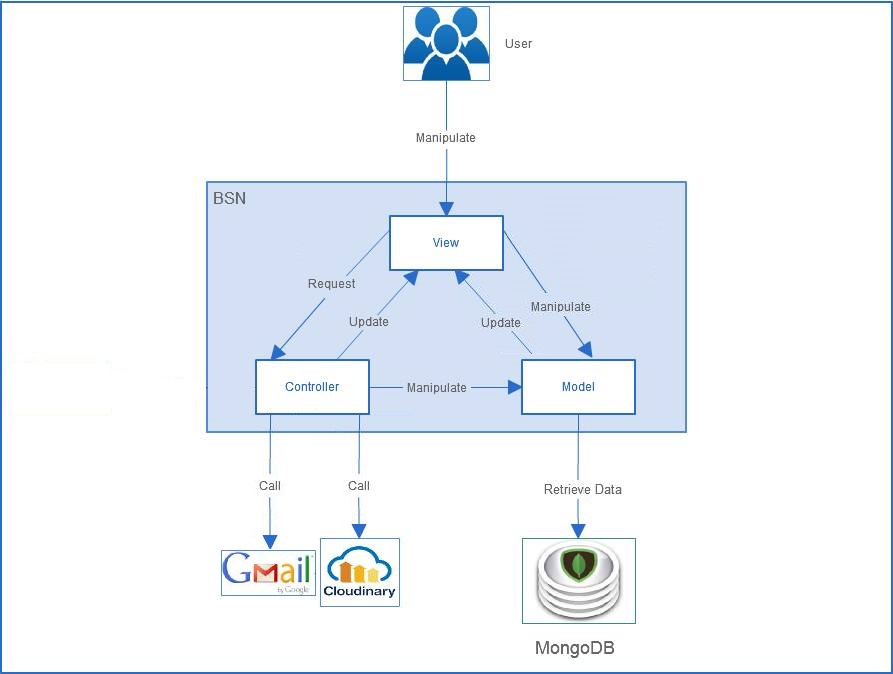 User
Manipulate
BSN
View
Request
Manipulate
Update
Update
Controller
Manipulate
Model
Call
Call
Retrieve Data
Gmail
by Google
Cloudinary
MongoDB